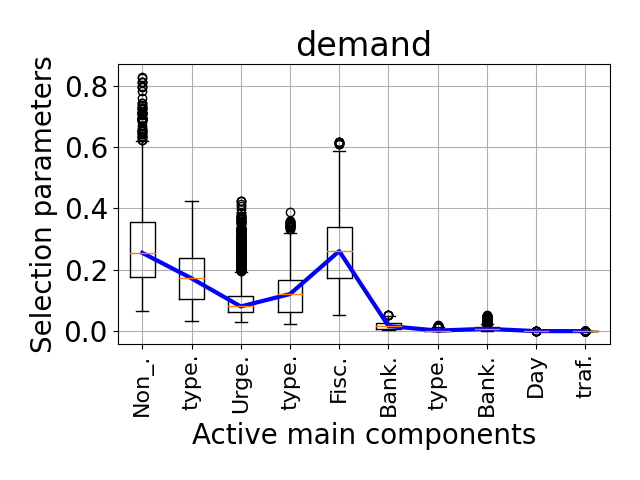 demand
Selection parameters
0.8
0.6
0.4
0.2
0.0
Non_.
type.
Urge.
type.
Fisc.
Bank.
type.
Bank.
Day
traf.
Active main components